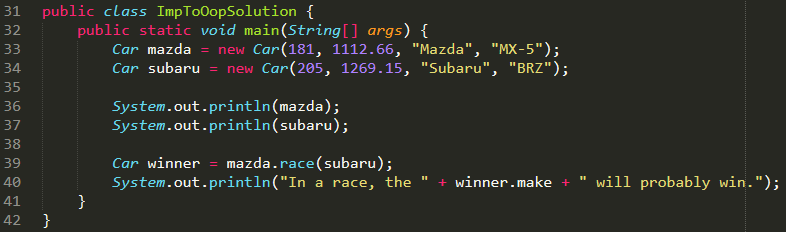 31 public class ImpToOopSolution {
32     public static void main(String[] args) {
33         Car mazda = new Car(181, 1112.66, "Mazda", "MX-5");
34         Car subaru = new Car(205, 1269.15, "Subaru", "BRZ");
35
36         System.out.println(mazda);
37         System.out.println(subaru);
38
39         Car winner = mazda.race(subaru);
40         System.out.println("In a race, the " + winner.make + " will probably win.");
41     }
42 }